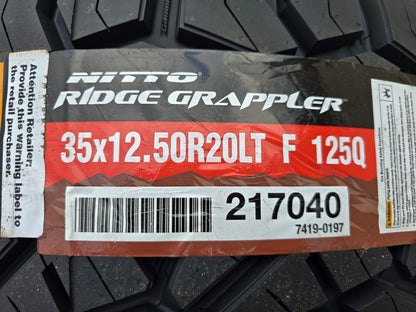 Attention Retailer:
Provide this warning label to
the retail purchaser.
NITTO
RIDGE GRAPPLER
35x12.50R20LT F 125Q
217040
7419-0197